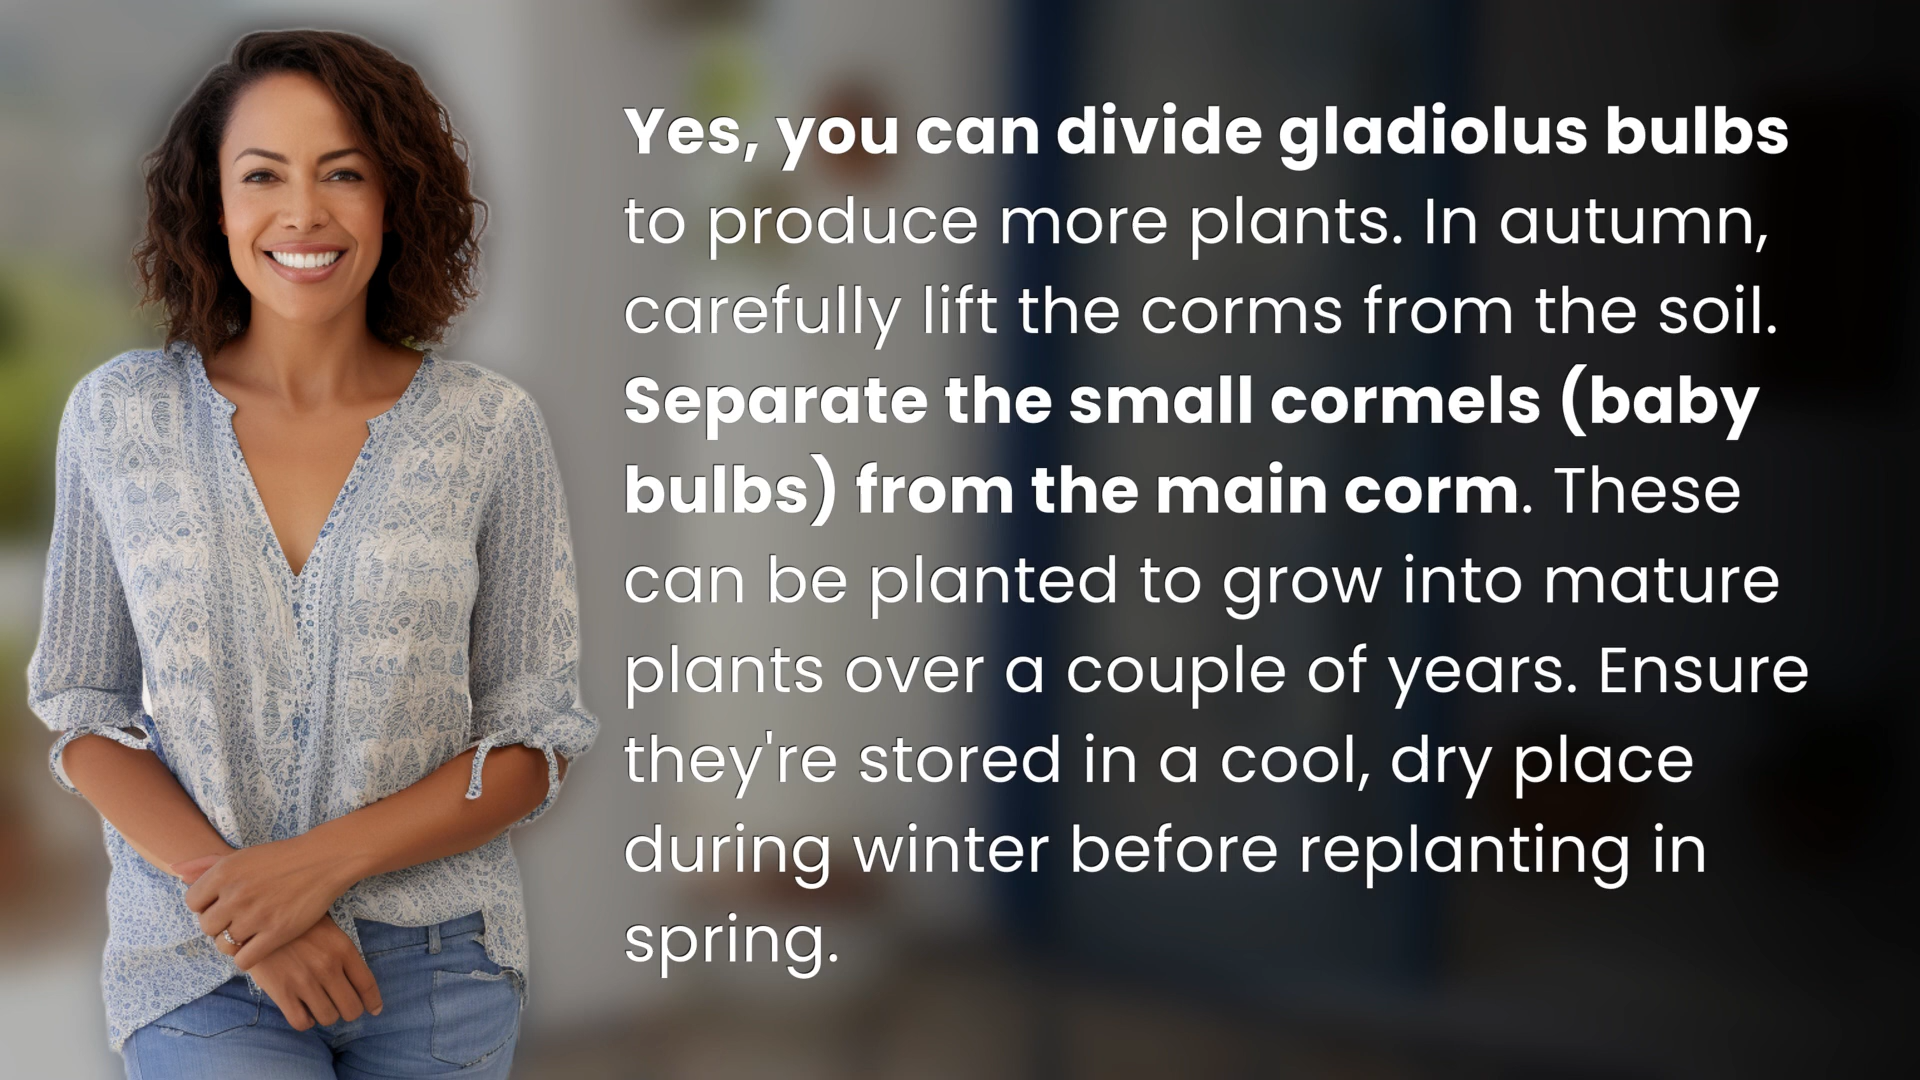 Yes, you can divide gladiolus bulbs
to produce more plants. In autumn,
carefully lift the corms from the soil.
Separate the small cormels (baby
bulbs) from the main corm. These
can be planted to grow into mature
plants over a couple of years. Ensure
they're stored in a cool, dry place
during winter before replanting in
spring.